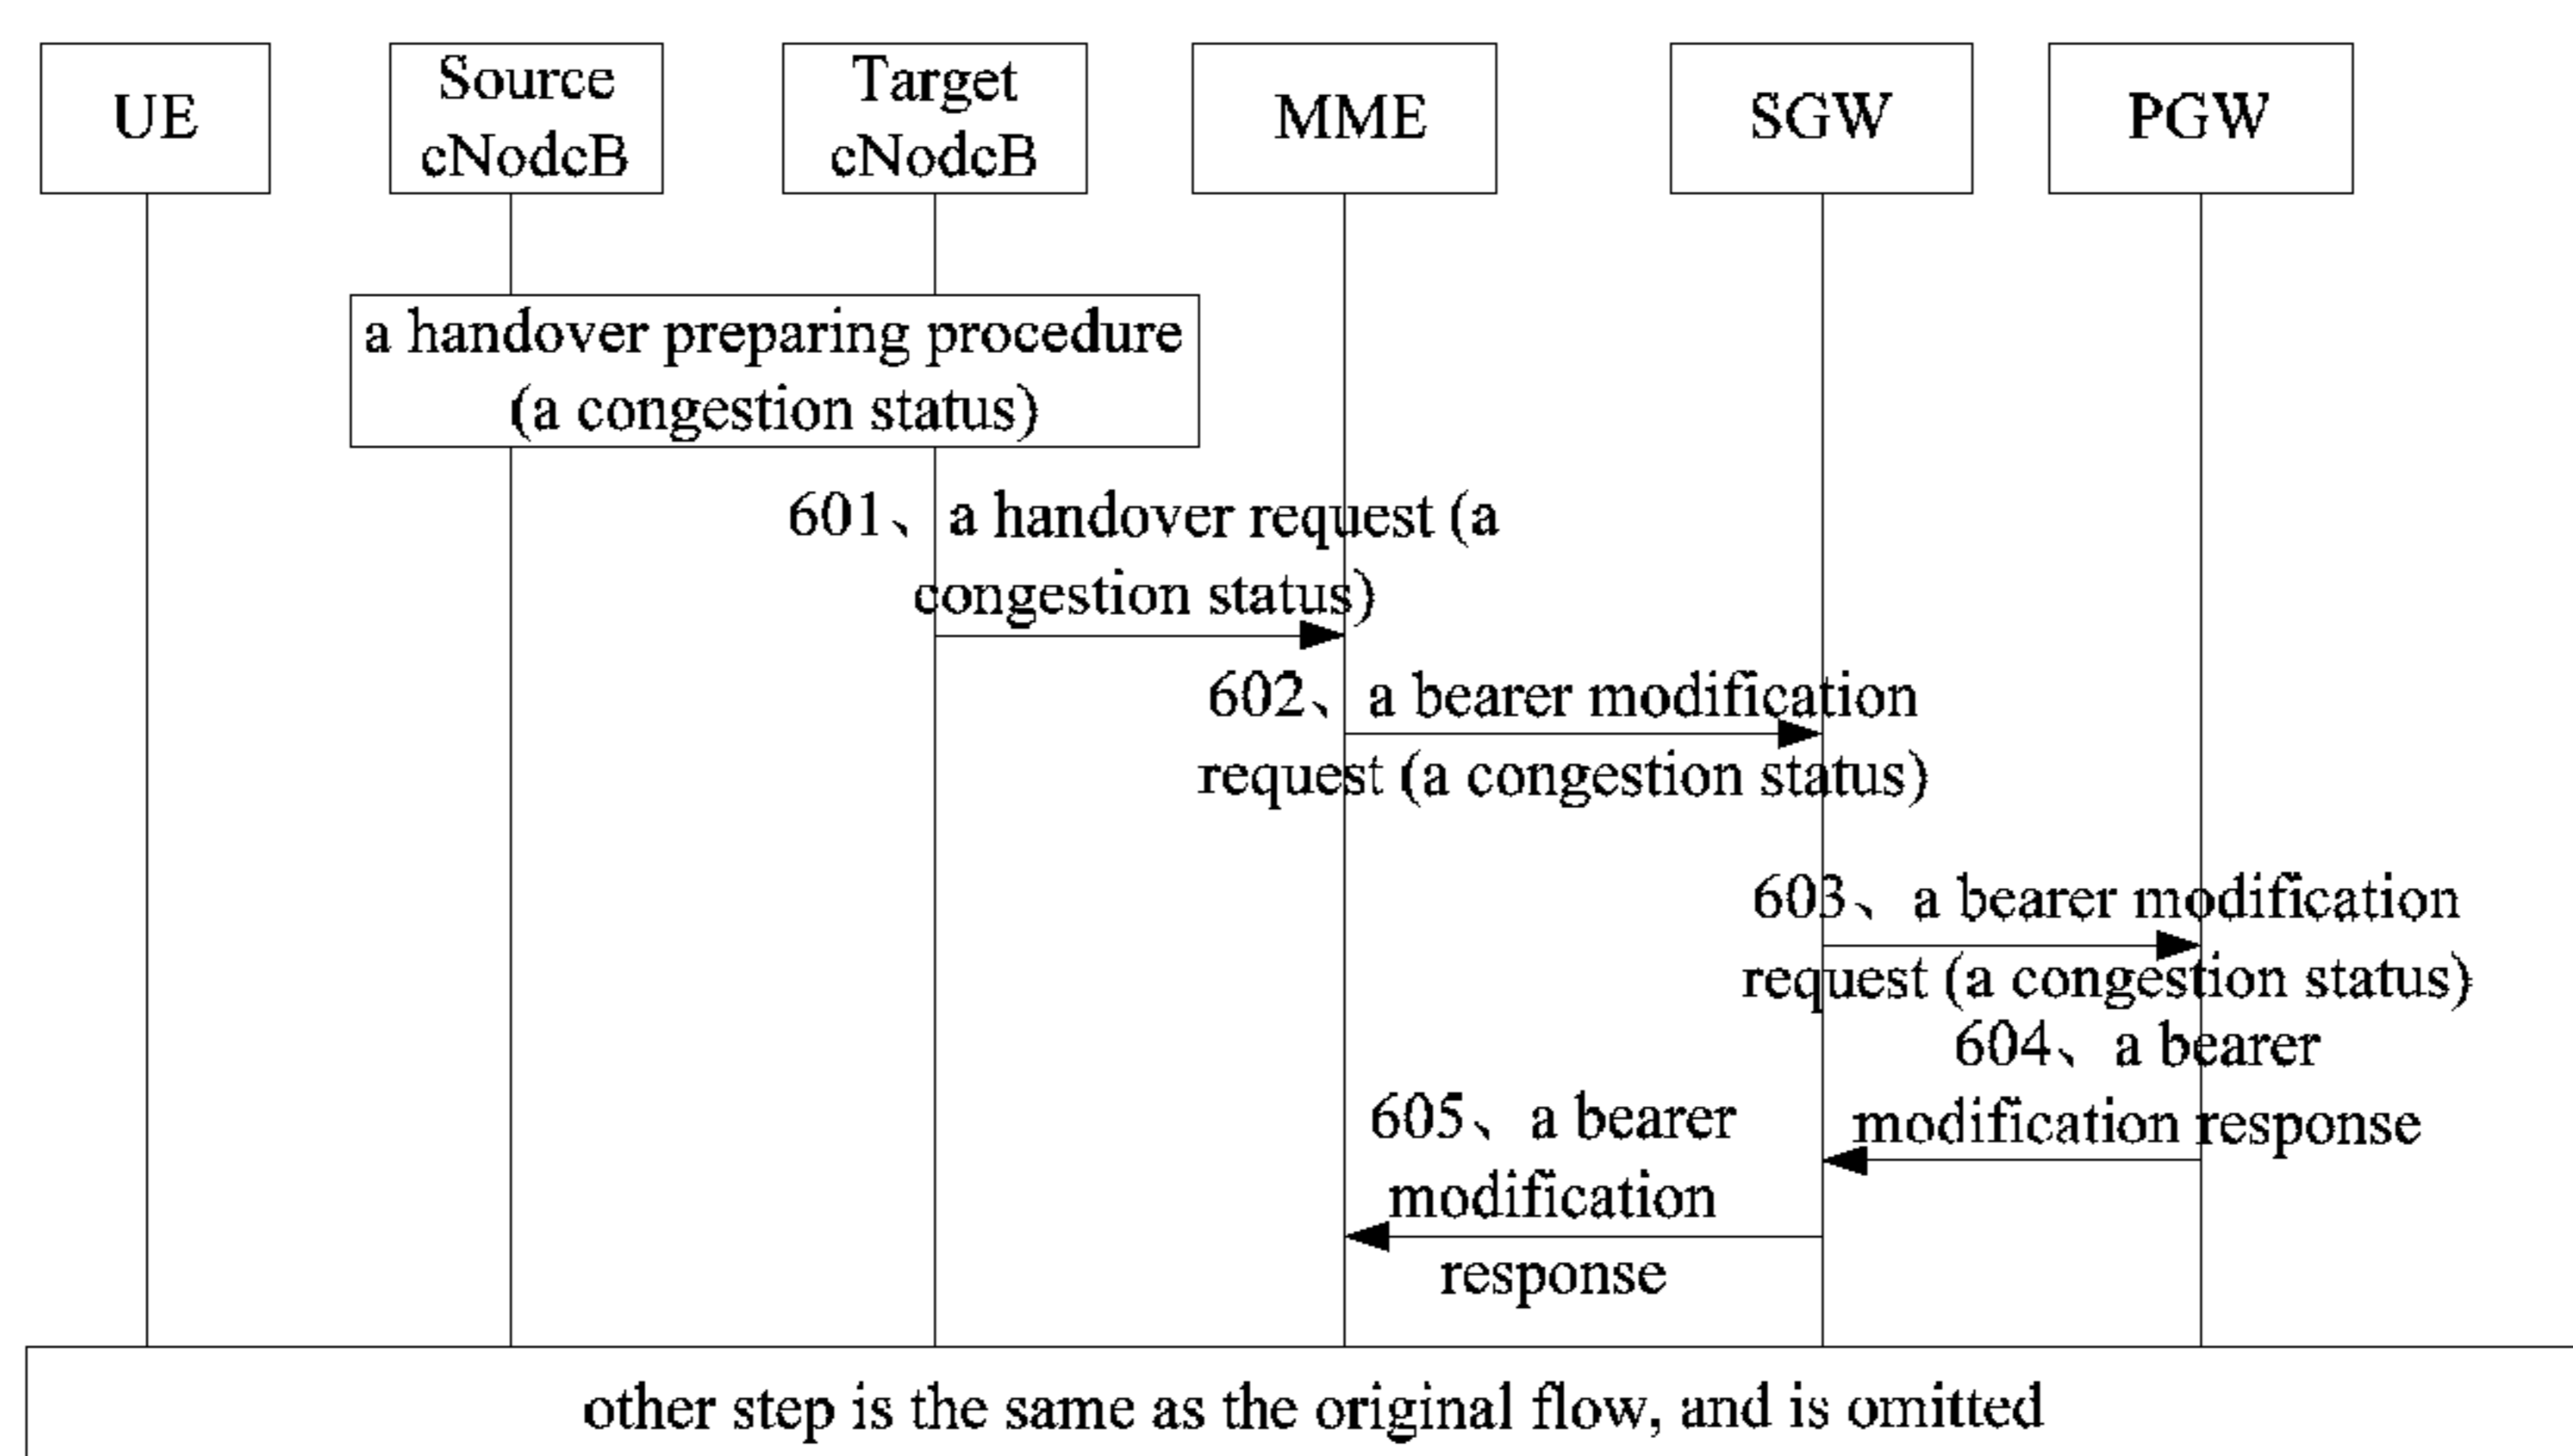 UE
Source
cNodcB
Target
cNodcB
MME
SGW
PGW
a handover preparing procedure
(a congestion status)
601、a handover request (a
congestion status)
602、a bearer modification
request (a congestion status)
603、a bearer modification
request (a congestion status)
604、a bearer
modification response
605、a bearer
modification
response
other step is the same as the original flow, and is omitted